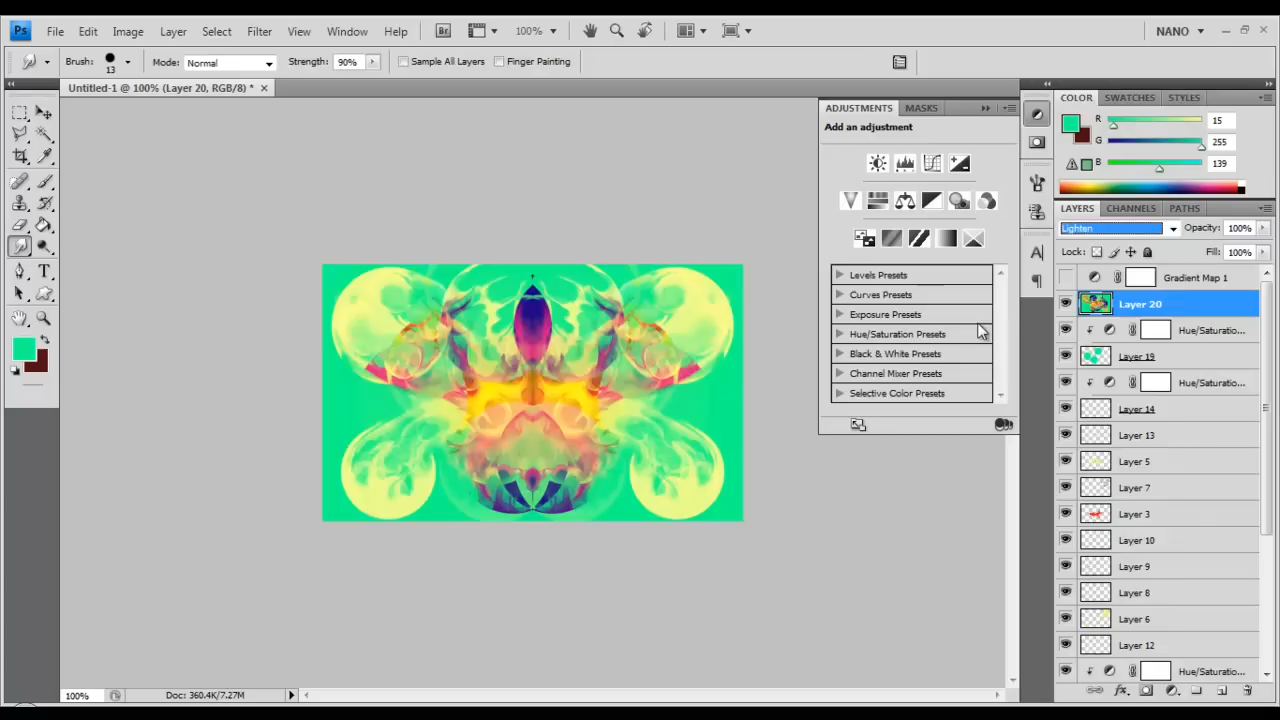 Ps File Edit Image Layer Select Filter View Window Help Br 100% NANO
Brush: 13 Mode: Normal Strength: 90% Sample All Layers Finger Painting
Untitled-1 @ 100% (Layer 20, RGB/8) *
ADJUSTMENTS MASKS
Add an adjustment
Levels Presets
Curves Presets
Exposure Presets
Hue/Saturation Presets
Black & White Presets
Channel Mixer Presets
Selective Color Presets
COLOR SWATCHES STYLES
R 15
G 255
B 139
LAYERS CHANNELS PATHS
Lighten Opacity: 100%
Lock: Fill: 100%
Gradient Map 1
Layer 20
Hue/Saturatio...
Layer 19
Hue/Saturatio...
Layer 14
Layer 13
Layer 5
Layer 7
Layer 3
Layer 10
Layer 9
Layer 8
Layer 6
Layer 12
Hue/Saturatio...
100% Doc: 360.4K/7.27M